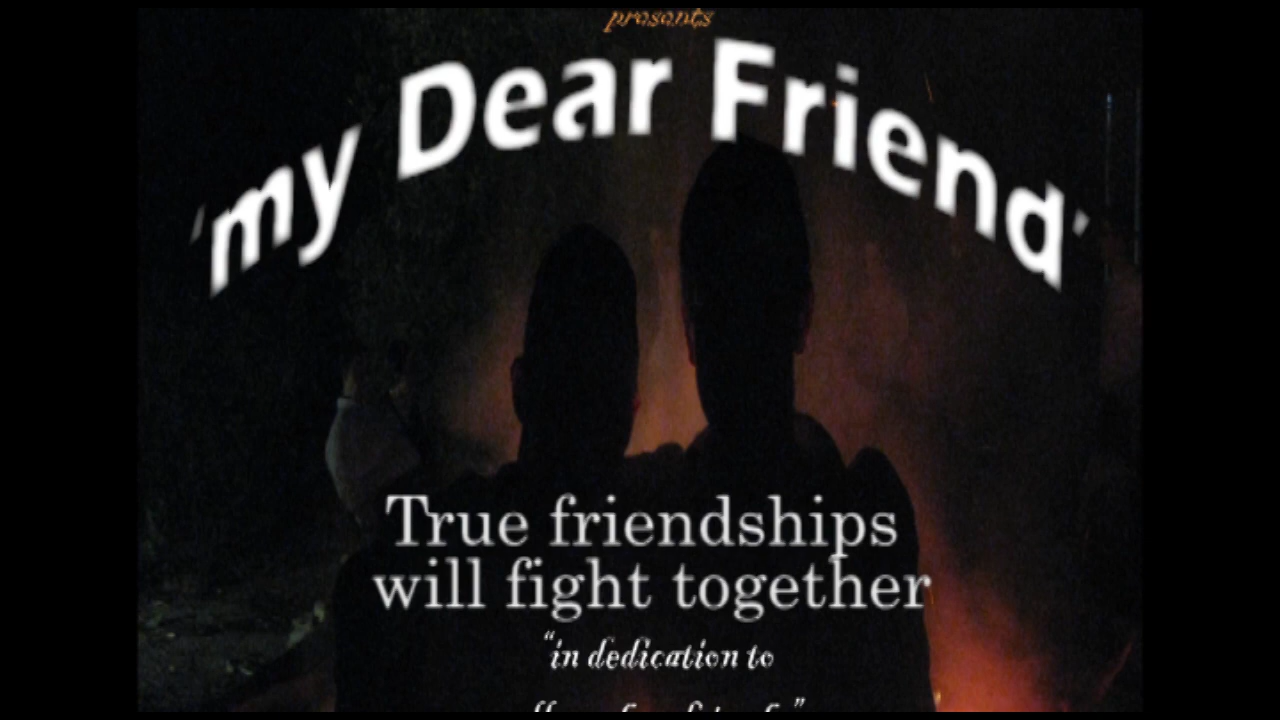 presents
'my Dear Friend'
True friendships
will fight together
“in dedication to